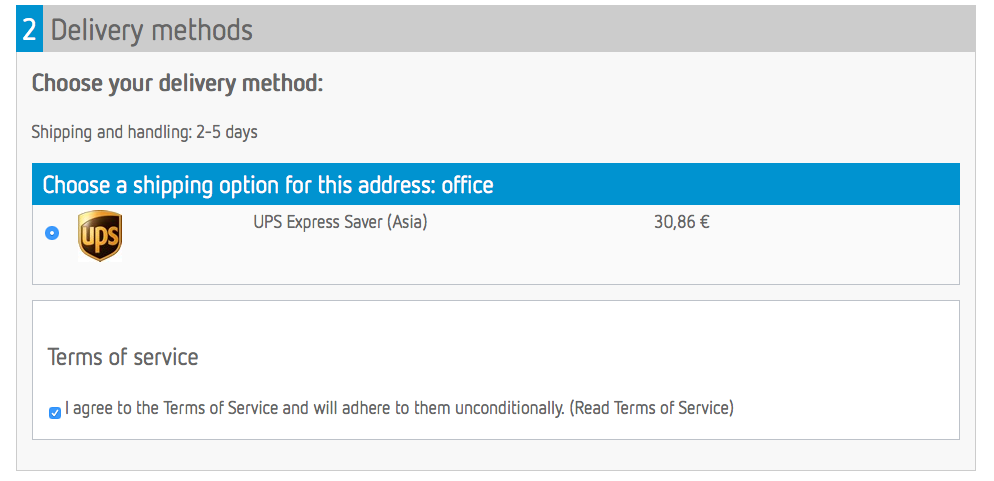 2 Delivery methods
Choose your delivery method:
Shipping and handling: 2-5 days
Choose a shipping option for this address: office
ups UPS Express Saver (Asia) 30,86 €
Terms of service
I agree to the Terms of Service and will adhere to them unconditionally. (Read Terms of Service)